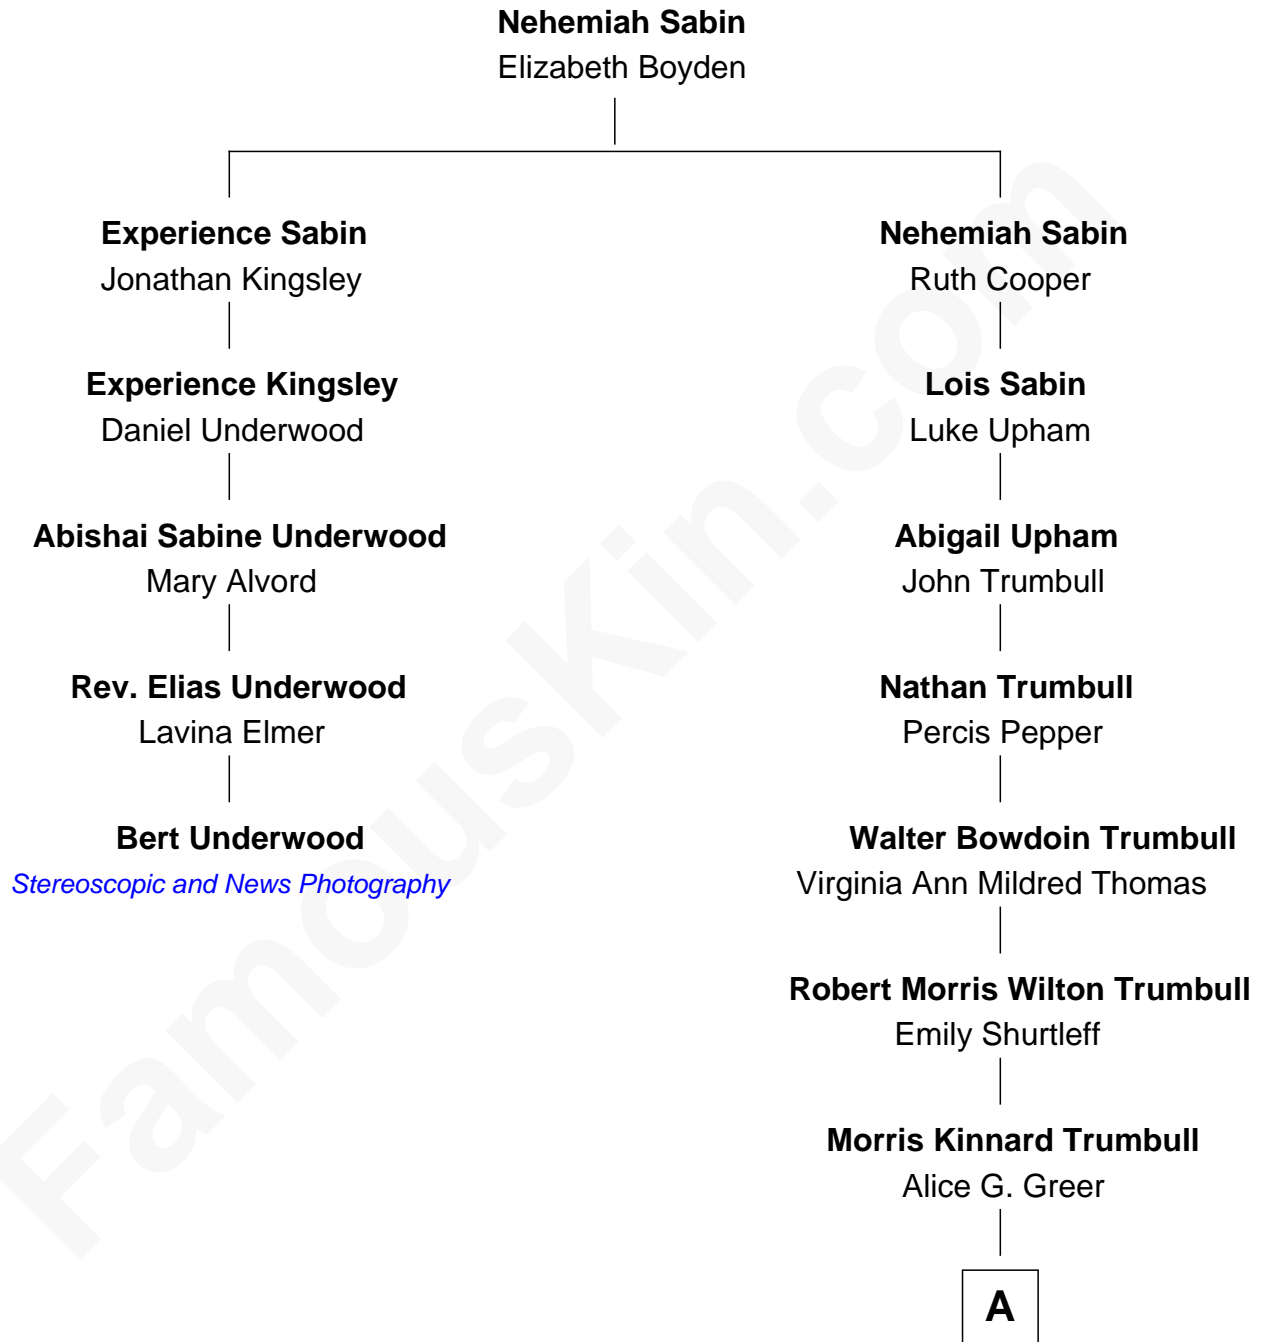 Nehemiah Sabin
Elizabeth Boyden
Experience Sabin
Jonathan Kingsley
Nehemiah Sabin
Ruth Cooper
Experience Kingsley
Daniel Underwood
Lois Sabin
Luke Upham
Abishai Sabine Underwood
Mary Alvord
Abigail Upham
John Trumbull
Rev. Elias Underwood
Lavina Elmer
Nathan Trumbull
Percis Pepper
Bert Underwood
Stereoscopic and News Photography
Walter Bowdoin Trumbull
Virginia Ann Mildred Thomas
Robert Morris Wilton Trumbull
Emily Shurtleff
Morris Kinnard Trumbull
Alice G. Greer
A
FamousKin.com